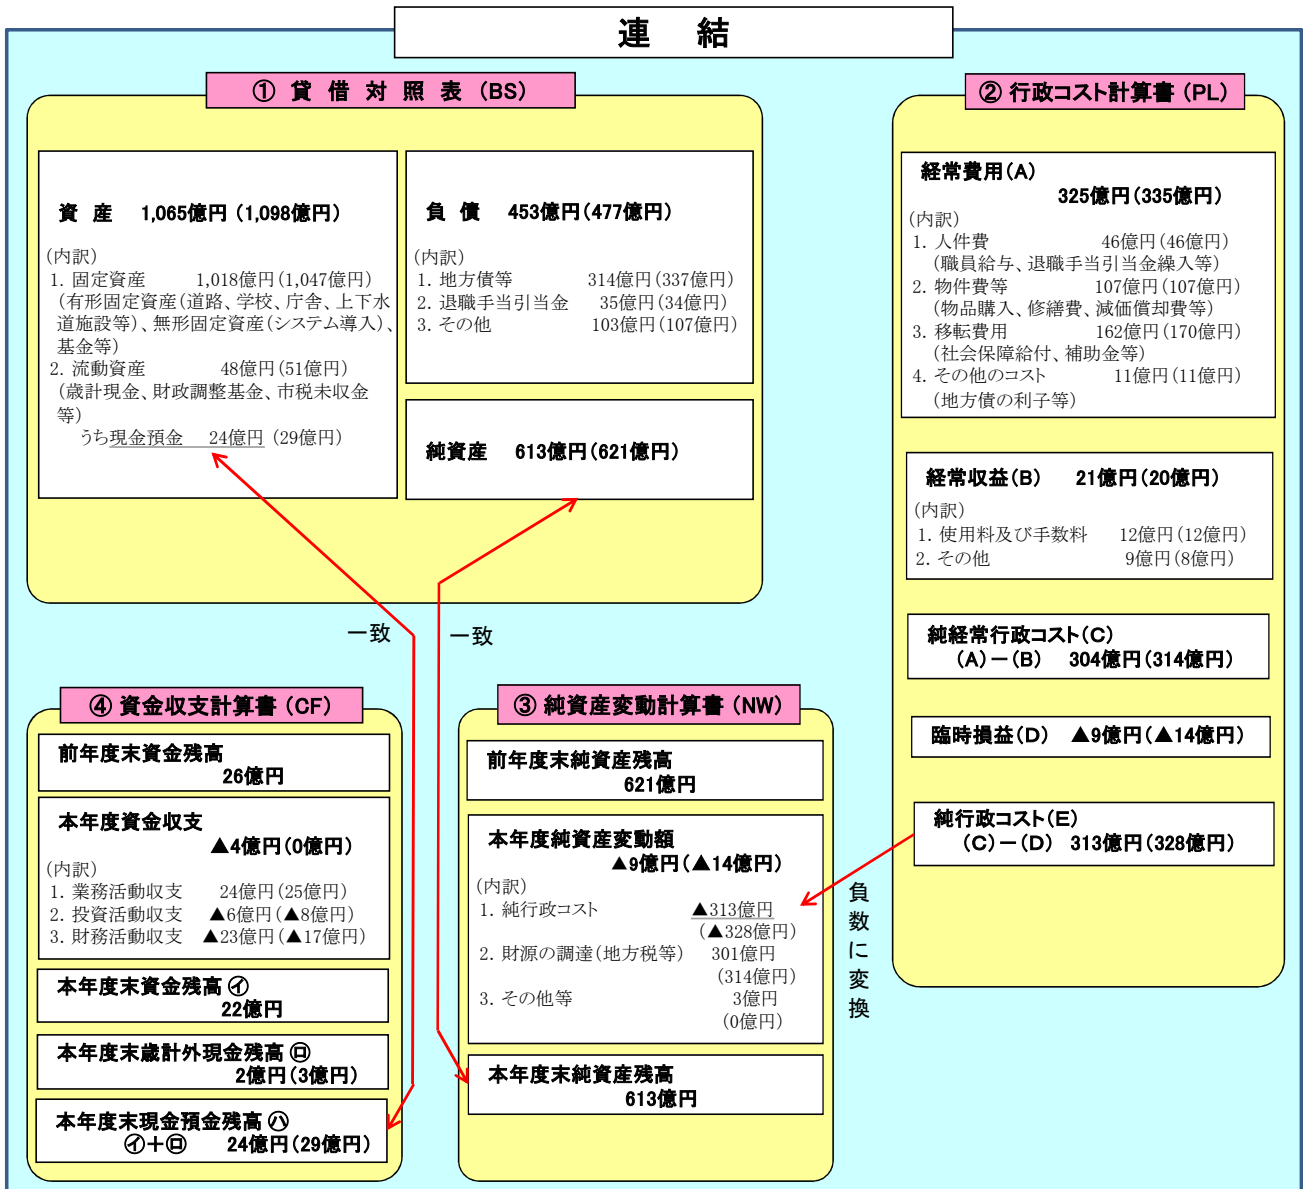 連 結
① 貸 借 対 照 表 (BS)
資 産 1,065億円 (1,098億円)
(内訳)
1. 固定資産 1,018億円(1,047億円)
(有形固定資産(道路、学校、庁舎、上下水
道施設等)、無形固定資産(システム導入)、
基金等)
2. 流動資産 48億円(51億円)
(歳計現金、財政調整基金、市税未収金
等)
うち現金預金 24億円 (29億円)
負 債 453億円(477億円)
(内訳)
1. 地方債等 314億円(337億円)
2. 退職手当引当金 35億円(34億円)
3. その他 103億円(107億円)
純資産 613億円(621億円)
② 行政コスト計算書(PL)
経常費用(A)
325億円(335億円)
(内訳)
1. 人件費 46億円(46億円)
(職員給与、退職手当引当金繰入等)
2. 物件費等 107億円(107億円)
(物品購入、修繕費、減価償却費等)
3. 移転費用 162億円(170億円)
(社会保障給付、補助金等)
4. その他のコスト 11億円(11億円)
(地方債の利子等)
経常収益(B) 21億円(20億円)
(内訳)
1. 使用料及び手数料 12億円(12億円)
2. その他 9億円(8億円)
純経常行政コスト(C)
(A)-(B) 304億円(314億円)
臨時損益(D) ▲9億円(▲14億円)
純行政コスト(E)
(C)-(D) 313億円(328億円)
一致
一致
負数に変換
④ 資金収支計算書(CF)
前年度末資金残高
26億円
本年度資金収支
▲4億円(0億円)
(内訳)
1. 業務活動収支 24億円(25億円)
2. 投資活動収支 ▲6億円(▲8億円)
3. 財務活動収支 ▲23億円(▲17億円)
本年度末資金残高㋑
22億円
本年度末歳計外現金残高㋺
2億円(3億円)
本年度末現金預金残高㋩
㋑+㋺ 24億円(29億円)
③ 純資産変動計算書(NW)
前年度末純資産残高
621億円
本年度純資産変動額
▲9億円(▲14億円)
(内訳)
1. 純行政コスト ▲313億円
(▲328億円)
2. 財源の調達(地方税等) 301億円
(314億円)
3. その他等 3億円
(0億円)
本年度末純資産残高
613億円